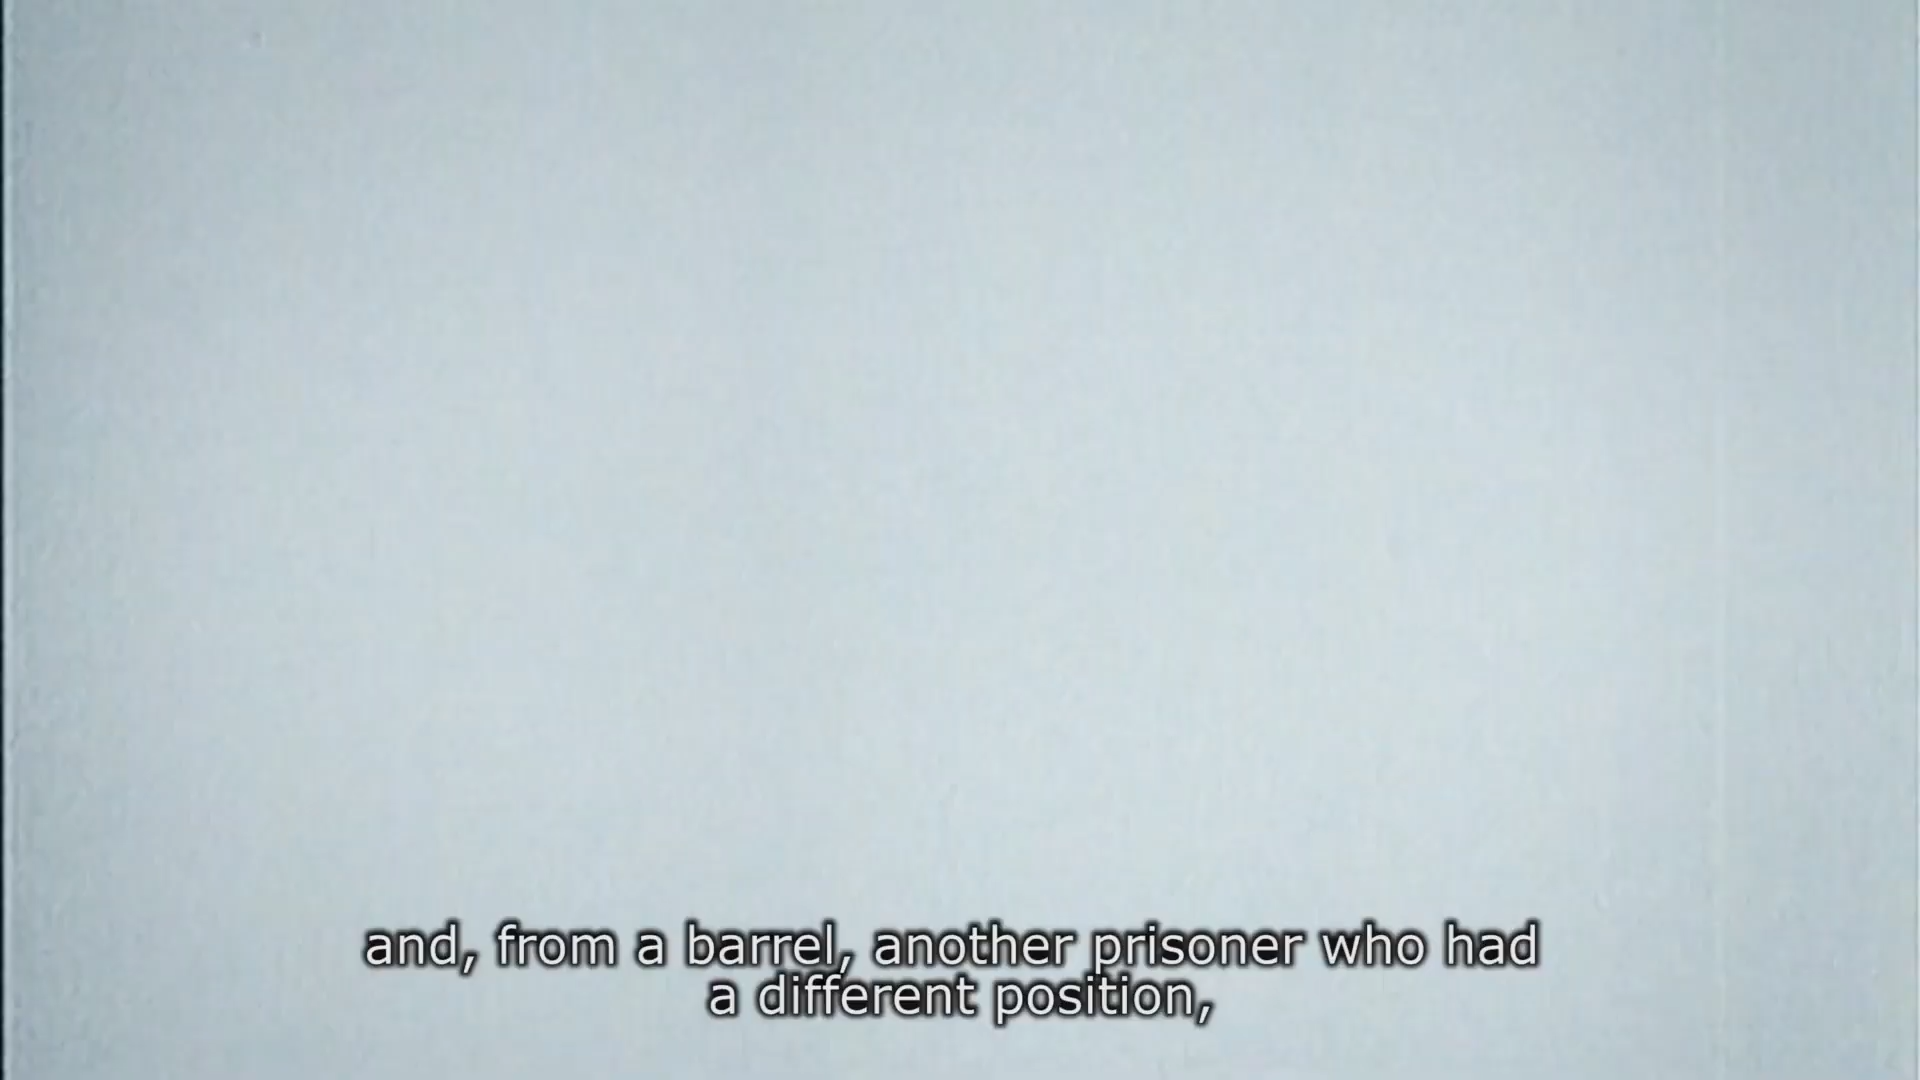 and, from a barrel, another prisoner who had
a different position,